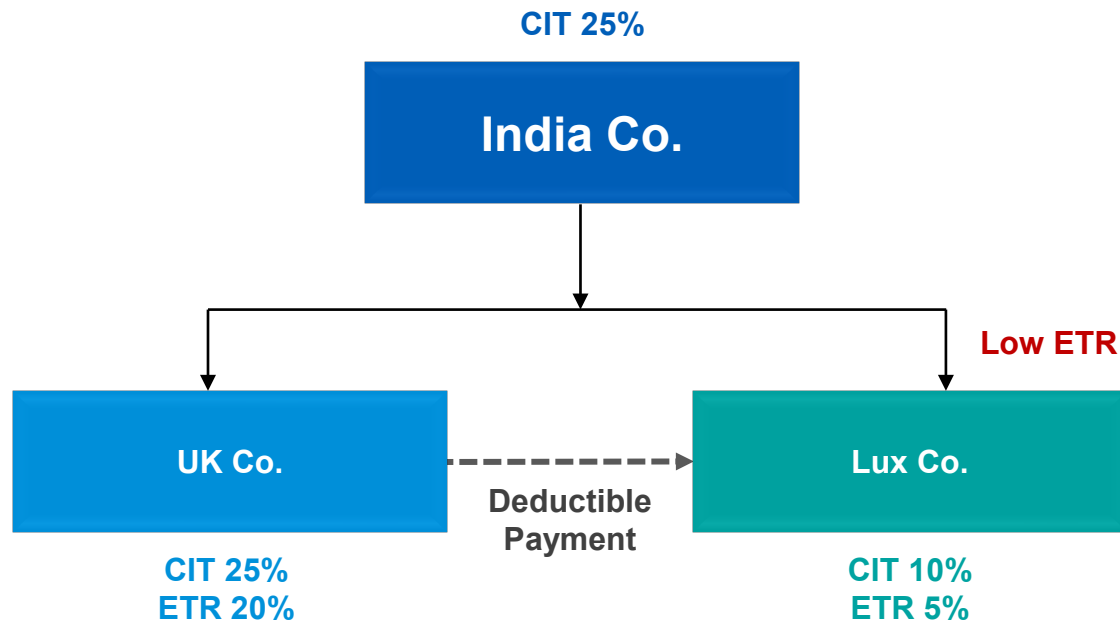 CIT 25%
India Co.
Low ETR
UK Co.
Deductible
Payment
Lux Co.
CIT 25%
ETR 20%
CIT 10%
ETR 5%